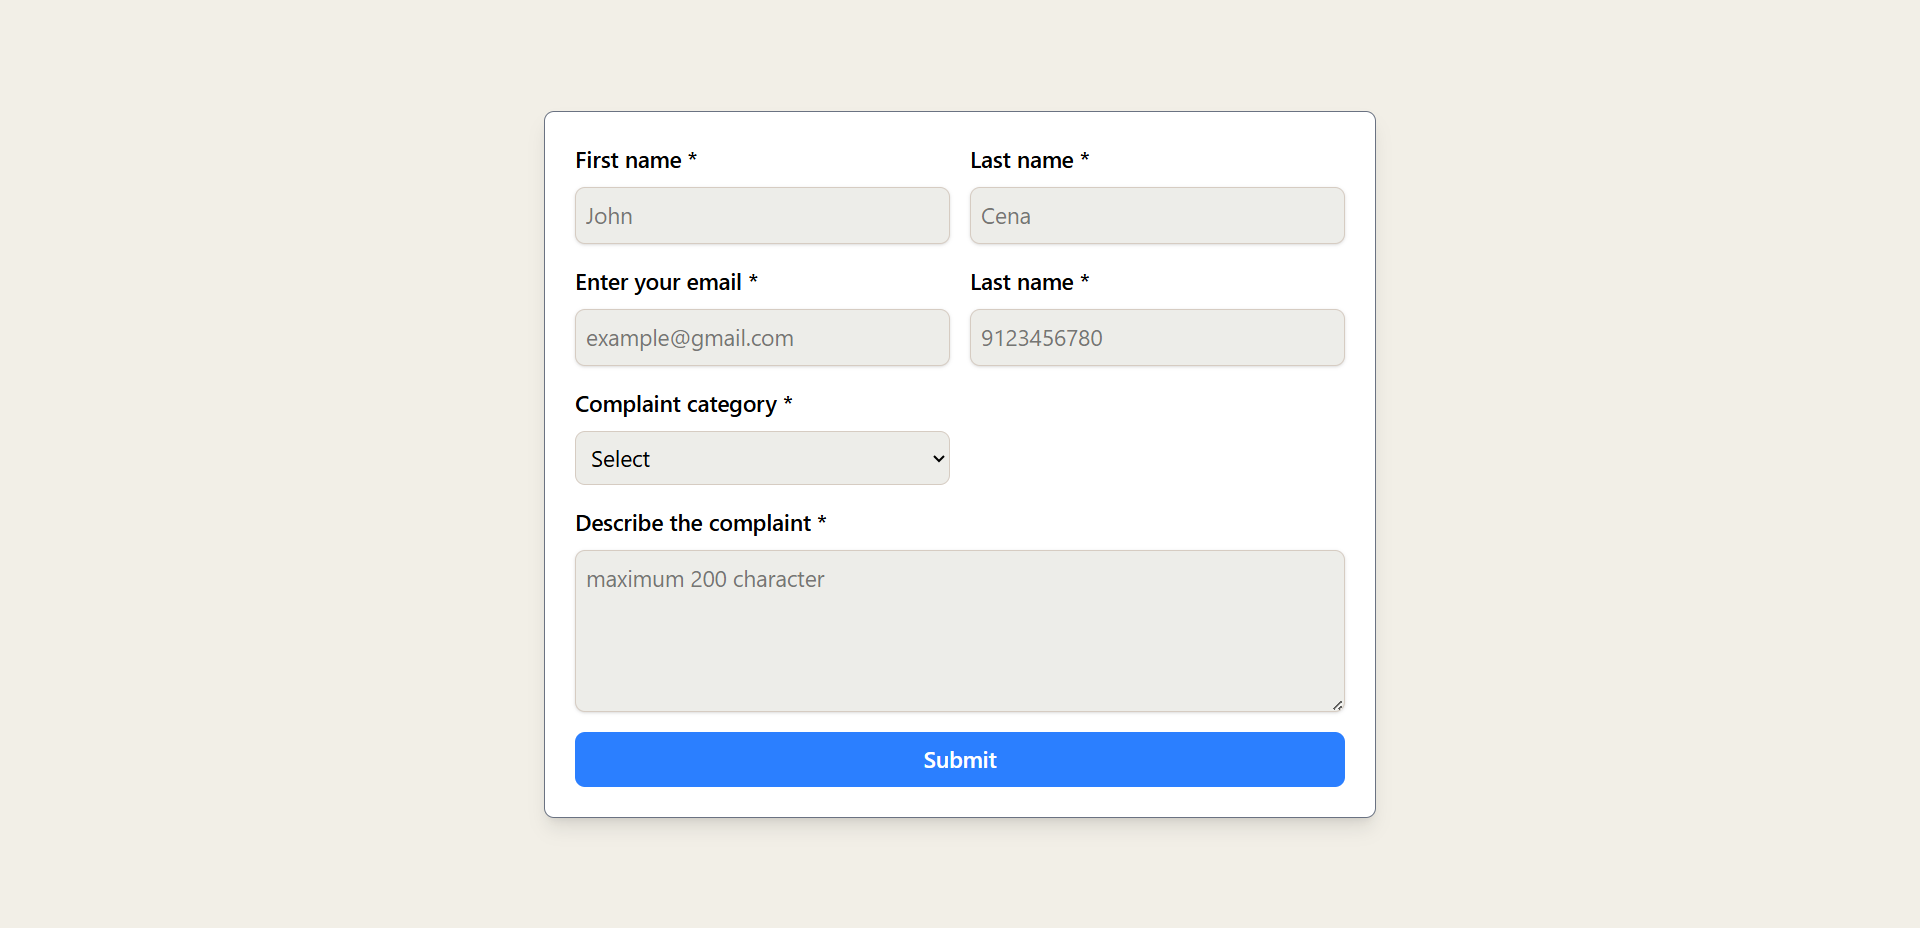 First name *
Last name *
John
Cena
Enter your email *
Last name *
example@gmail.com
9123456780
Complaint category *
Select
Describe the complaint *
maximum 200 character
Submit